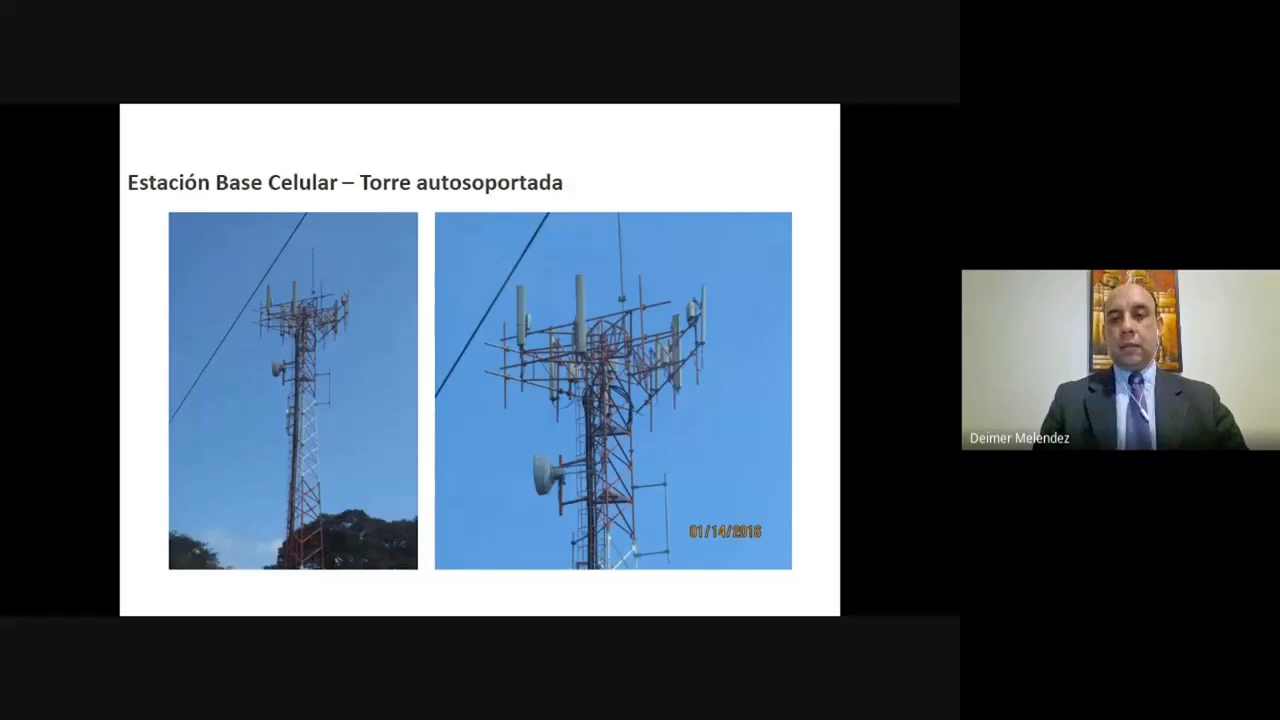 Estación Base Celular – Torre autosoportada
01/14/2016
Deimer Melendez